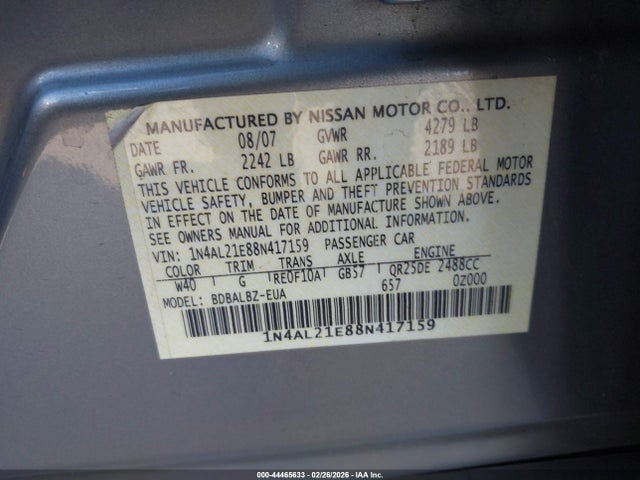 MANUFACTURED BY NISSAN MOTOR CO., LTD.
DATE 08/07 GVWR 4279 LB
GAWR FR. 2242 LB GAWR RR. 2189 LB
THIS VEHICLE CONFORMS TO ALL APPLICABLE FEDERAL MOTOR
VEHICLE SAFETY, BUMPER AND THEFT PREVENTION STANDARDS
IN EFFECT ON THE DATE OF MANUFACTURE SHOWN ABOVE.
SEE OWNERS MANUAL FOR ADDITIONAL INFORMATION.
VIN: 1N4AL21E88N417159 PASSENGER CAR
COLOR TRIM TRANS AXLE ENGINE
W40 G RE0F10A GB57 QR25DE 2488CC
MODEL: BDBALBZ-EUA 657 0Z000
1N4AL21E88N417159
000-44465633 | 02/26/2026 | IAA Inc.